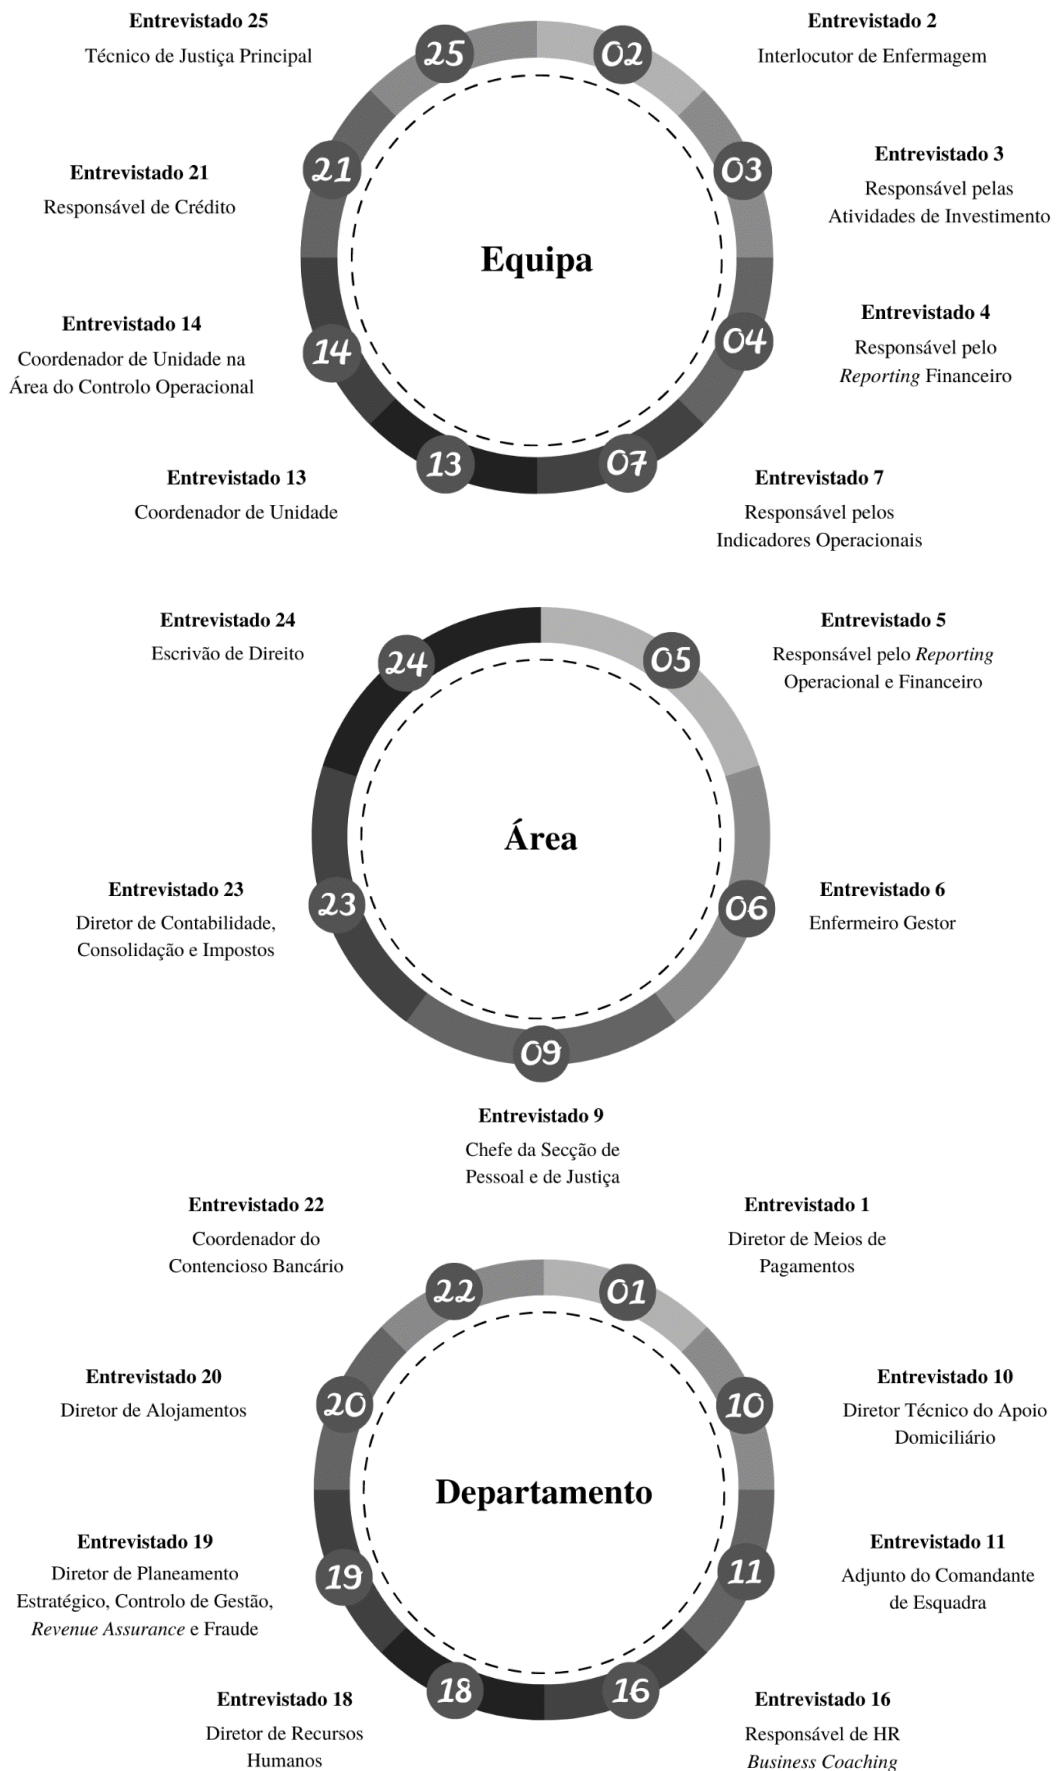 Entrevistado 25
Técnico de Justiça Principal
25
02
Entrevistado 2
Interlocutor de Enfermagem
Entrevistado 21
Responsável de Crédito
21
03
Entrevistado 3
Responsável pelas
Atividades de Investimento
Equipa
Entrevistado 14
Coordenador de Unidade na
Área do Controlo Operacional
14
04
Entrevistado 4
Responsável pelo
Reporting Financeiro
Entrevistado 13
Coordenador de Unidade
13
07
Entrevistado 7
Responsável pelos
Indicadores Operacionais
Entrevistado 24
Escrivão de Direito
24
05
Entrevistado 5
Responsável pelo Reporting
Operacional e Financeiro
Área
Entrevistado 23
Diretor de Contabilidade,
Consolidação e Impostos
23
06
Entrevistado 6
Enfermeiro Gestor
09
Entrevistado 9
Chefe da Secção de
Pessoal e de Justiça
Entrevistado 22
Coordenador do
Contencioso Bancário
22
01
Entrevistado 1
Diretor de Meios de
Pagamentos
Entrevistado 20
Diretor de Alojamentos
20
10
Entrevistado 10
Diretor Técnico do Apoio
Domiciliário
Departamento
Entrevistado 19
Diretor de Planeamento
Estratégico, Controlo de Gestão,
Revenue Assurance e Fraude
19
11
Entrevistado 11
Adjunto do Comandante
de Esquadra
Entrevistado 18
Diretor de Recursos
Humanos
18
16
Entrevistado 16
Responsável de HR
Business Coaching